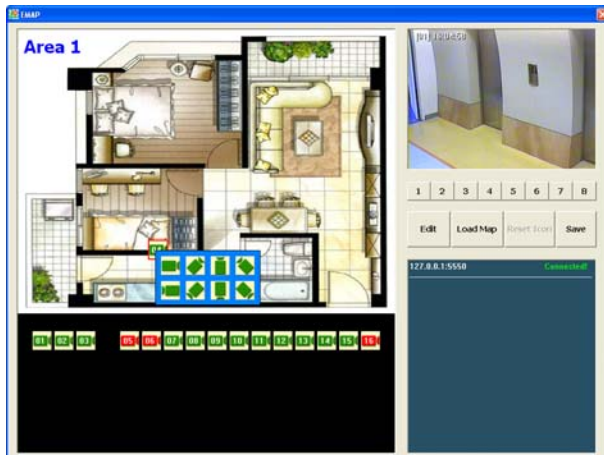 EMAP
Area 1
1 2 3 4 5 6 7 8
Edit Load Map Reset Icon Save
127.0.0.1:5550 Connected!
01 02 03 05 06 07 08 09 10 11 12 13 14 15 16